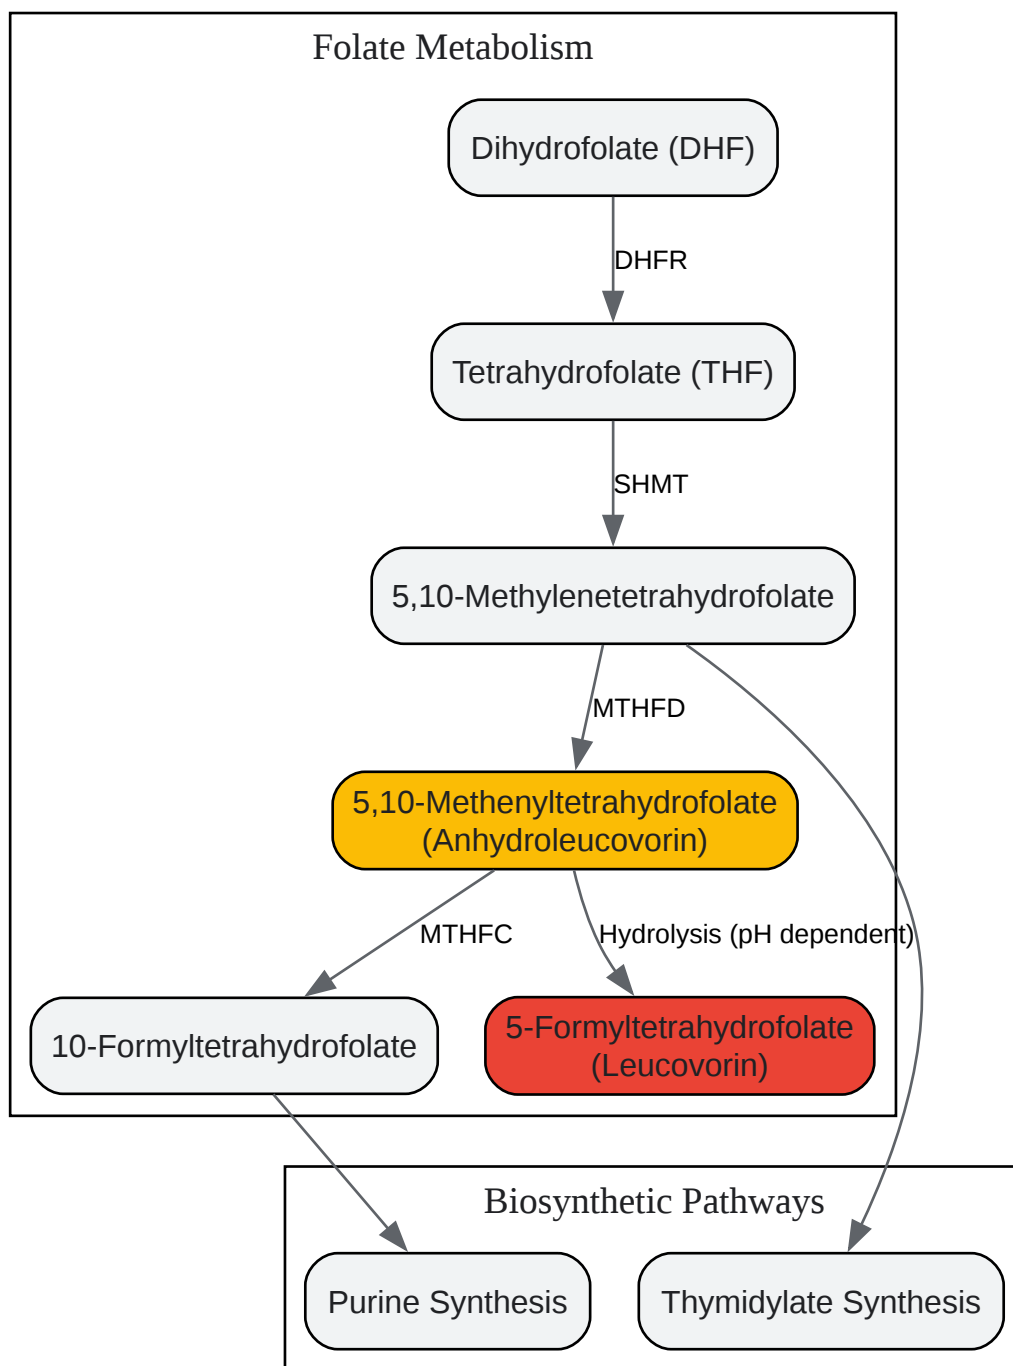 Folate Metabolism
Dihydrofolate (DHF)
DHFR
Tetrahydrofolate (THF)
SHMT
5,10-Methylenetetrahydrofolate
MTHFD
5,10-Methenyltetrahydrofolate
(Anhydroleucovorin)
MTHFC
Hydrolysis (pH dependent)
10-Formyltetrahydrofolate
5-Formyltetrahydrofolate
(Leucovorin)
Biosynthetic Pathways
Purine Synthesis
Thymidylate Synthesis